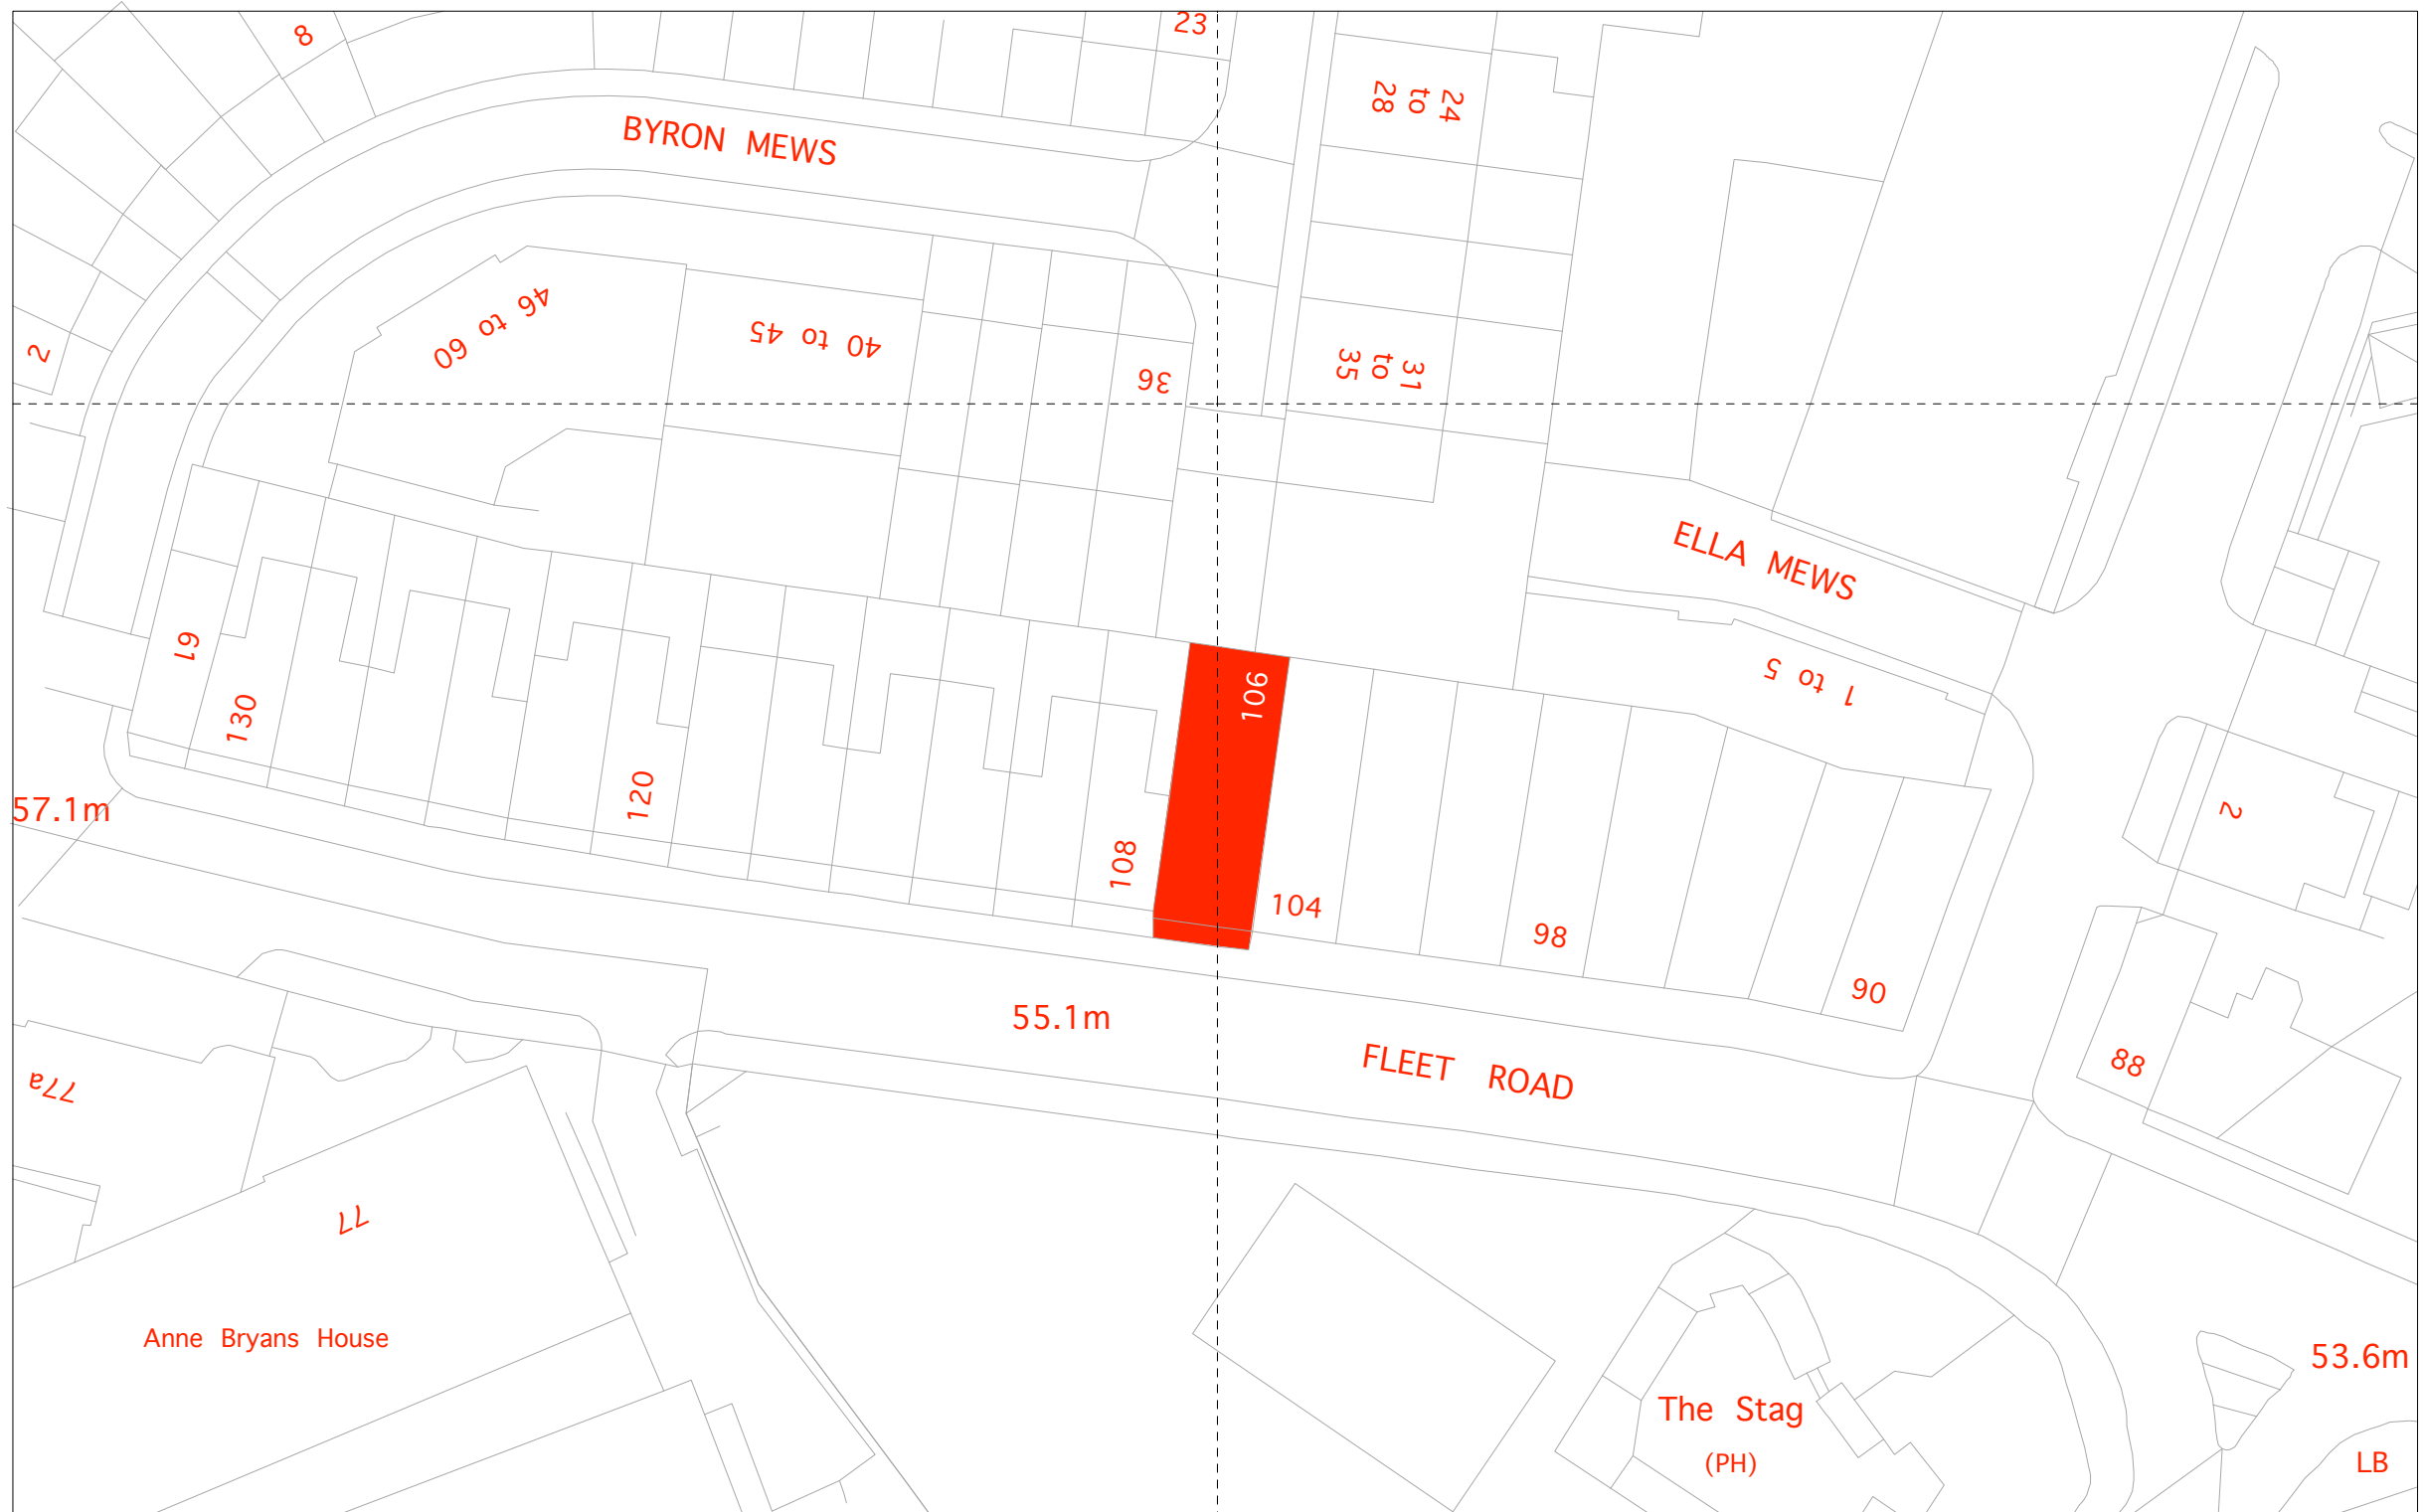 8
23
BYRON MEWS
24
to
28
2
46 to 60
40 to 45
36
31
to
35
ELLA MEWS
61
130
1 to 5
106
120
57.1m
2
108
104
98
90
55.1m
FLEET ROAD
88
77a
77
Anne Bryans House
53.6m
The Stag
(PH)
LB